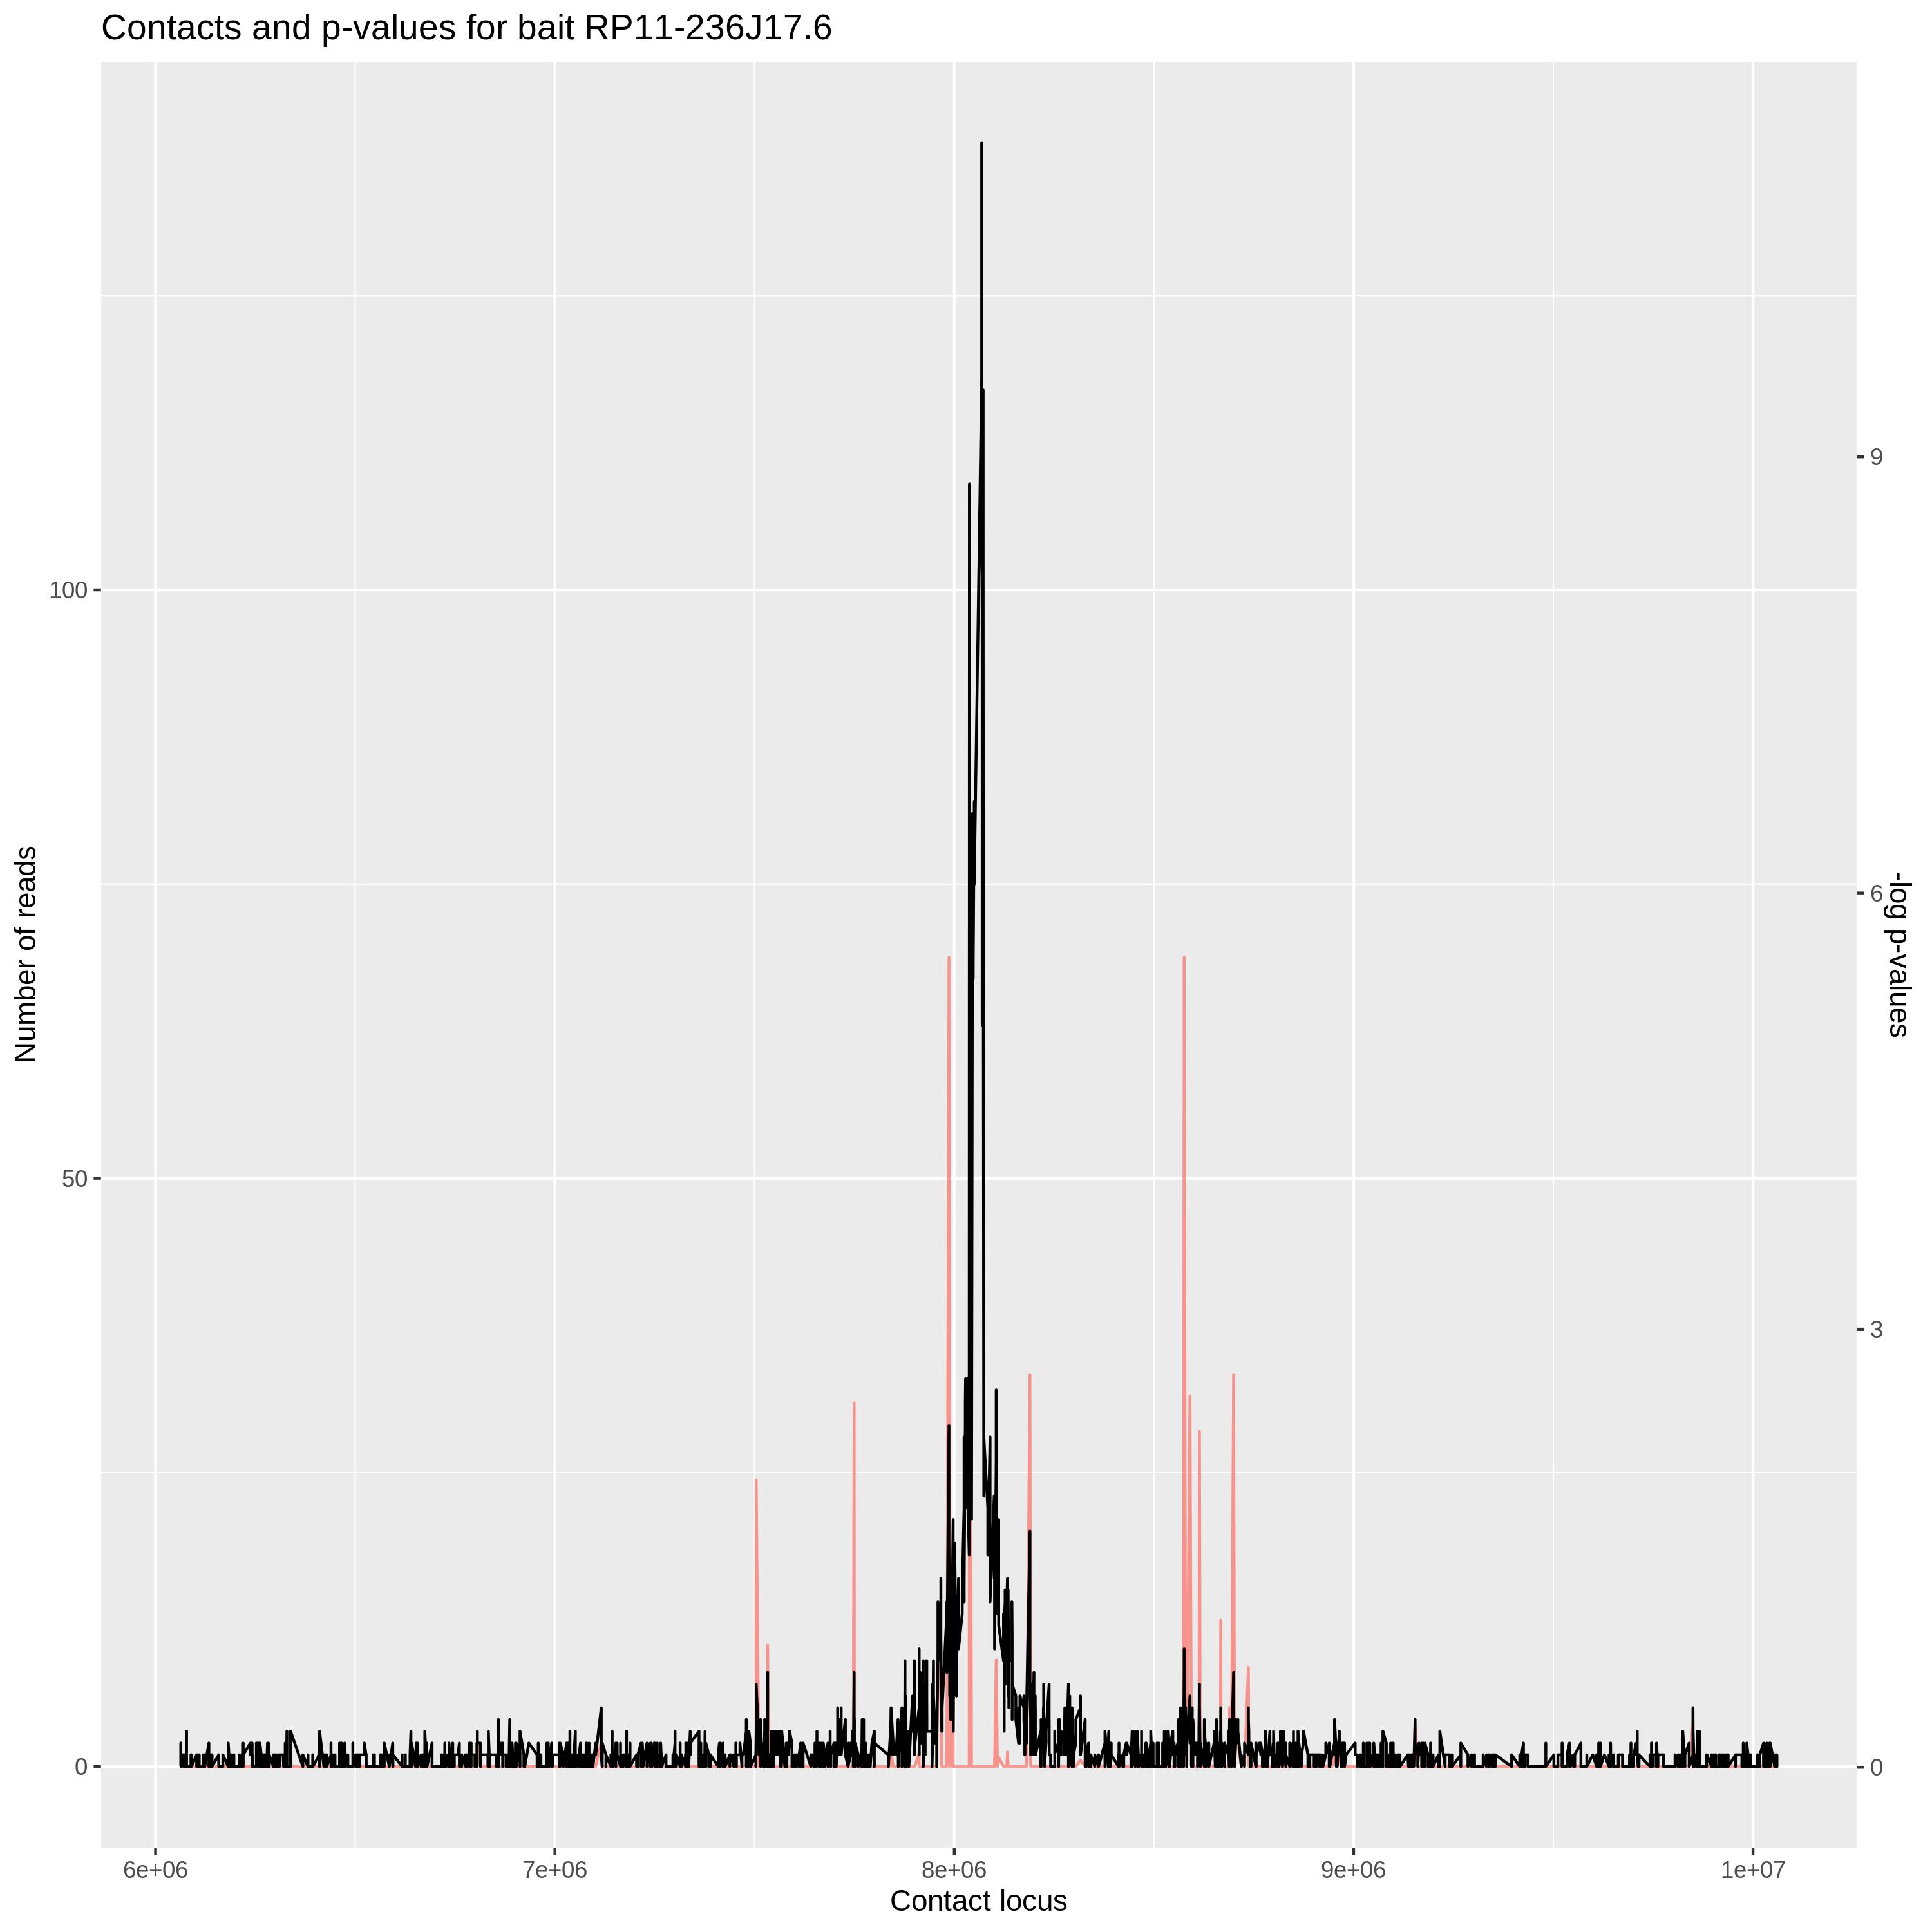 Contacts and p-values for bait RP11-236J17.6
Number of reads
100
50
0
9
6
3
0
-log p-values
6e+06 7e+06 8e+06 9e+06 1e+07
Contact locus